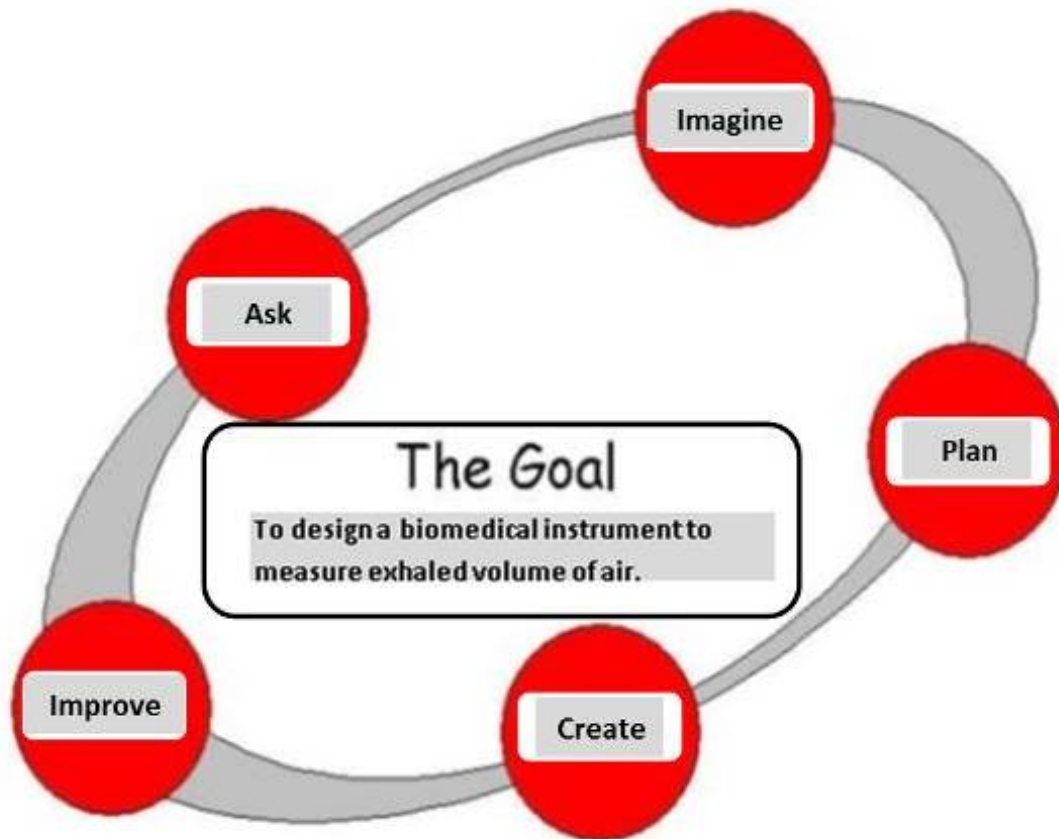 Imagine
Ask
Plan
The Goal
To design a biomedical instrument to
measure exhaled volume of air.
Improve
Create